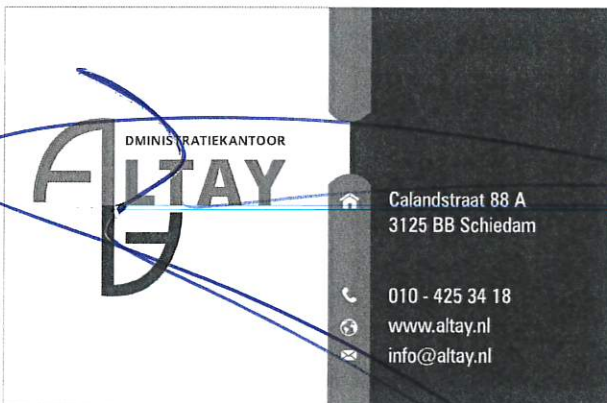 DMINISTRATIEKANTOOR
ALTAY
Calandstraat 88 A
3125 BB Schiedam
010 - 425 34 18
www.altay.nl
info@altay.nl